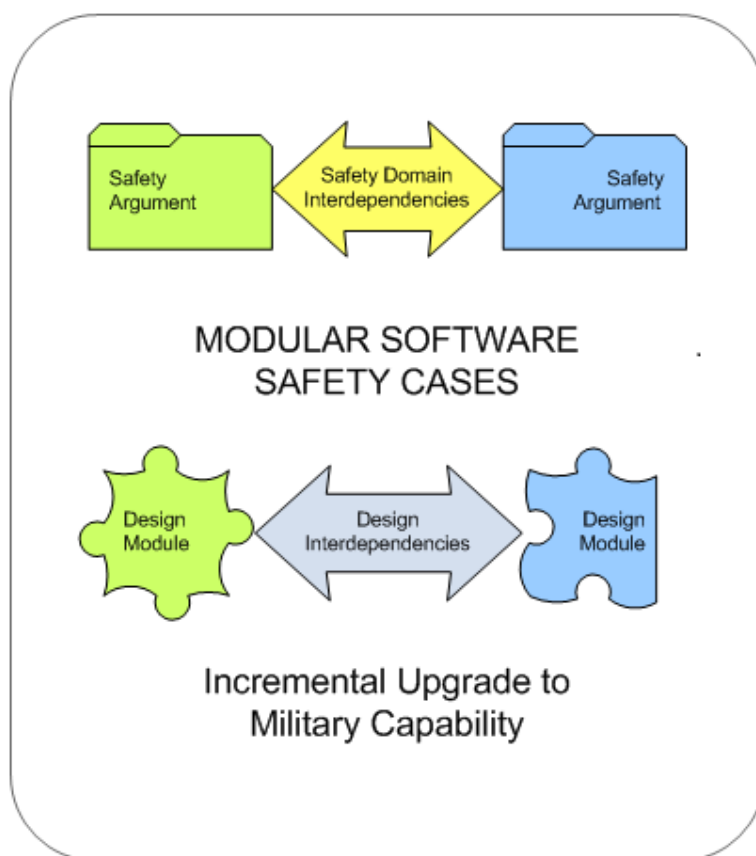 Safety
Argument
Safety Domain
Interdependencies
Safety
Argument
MODULAR SOFTWARE
SAFETY CASES
.
Design
Module
Design
Interdependencies
Design
Module
Incremental Upgrade to
Military Capability